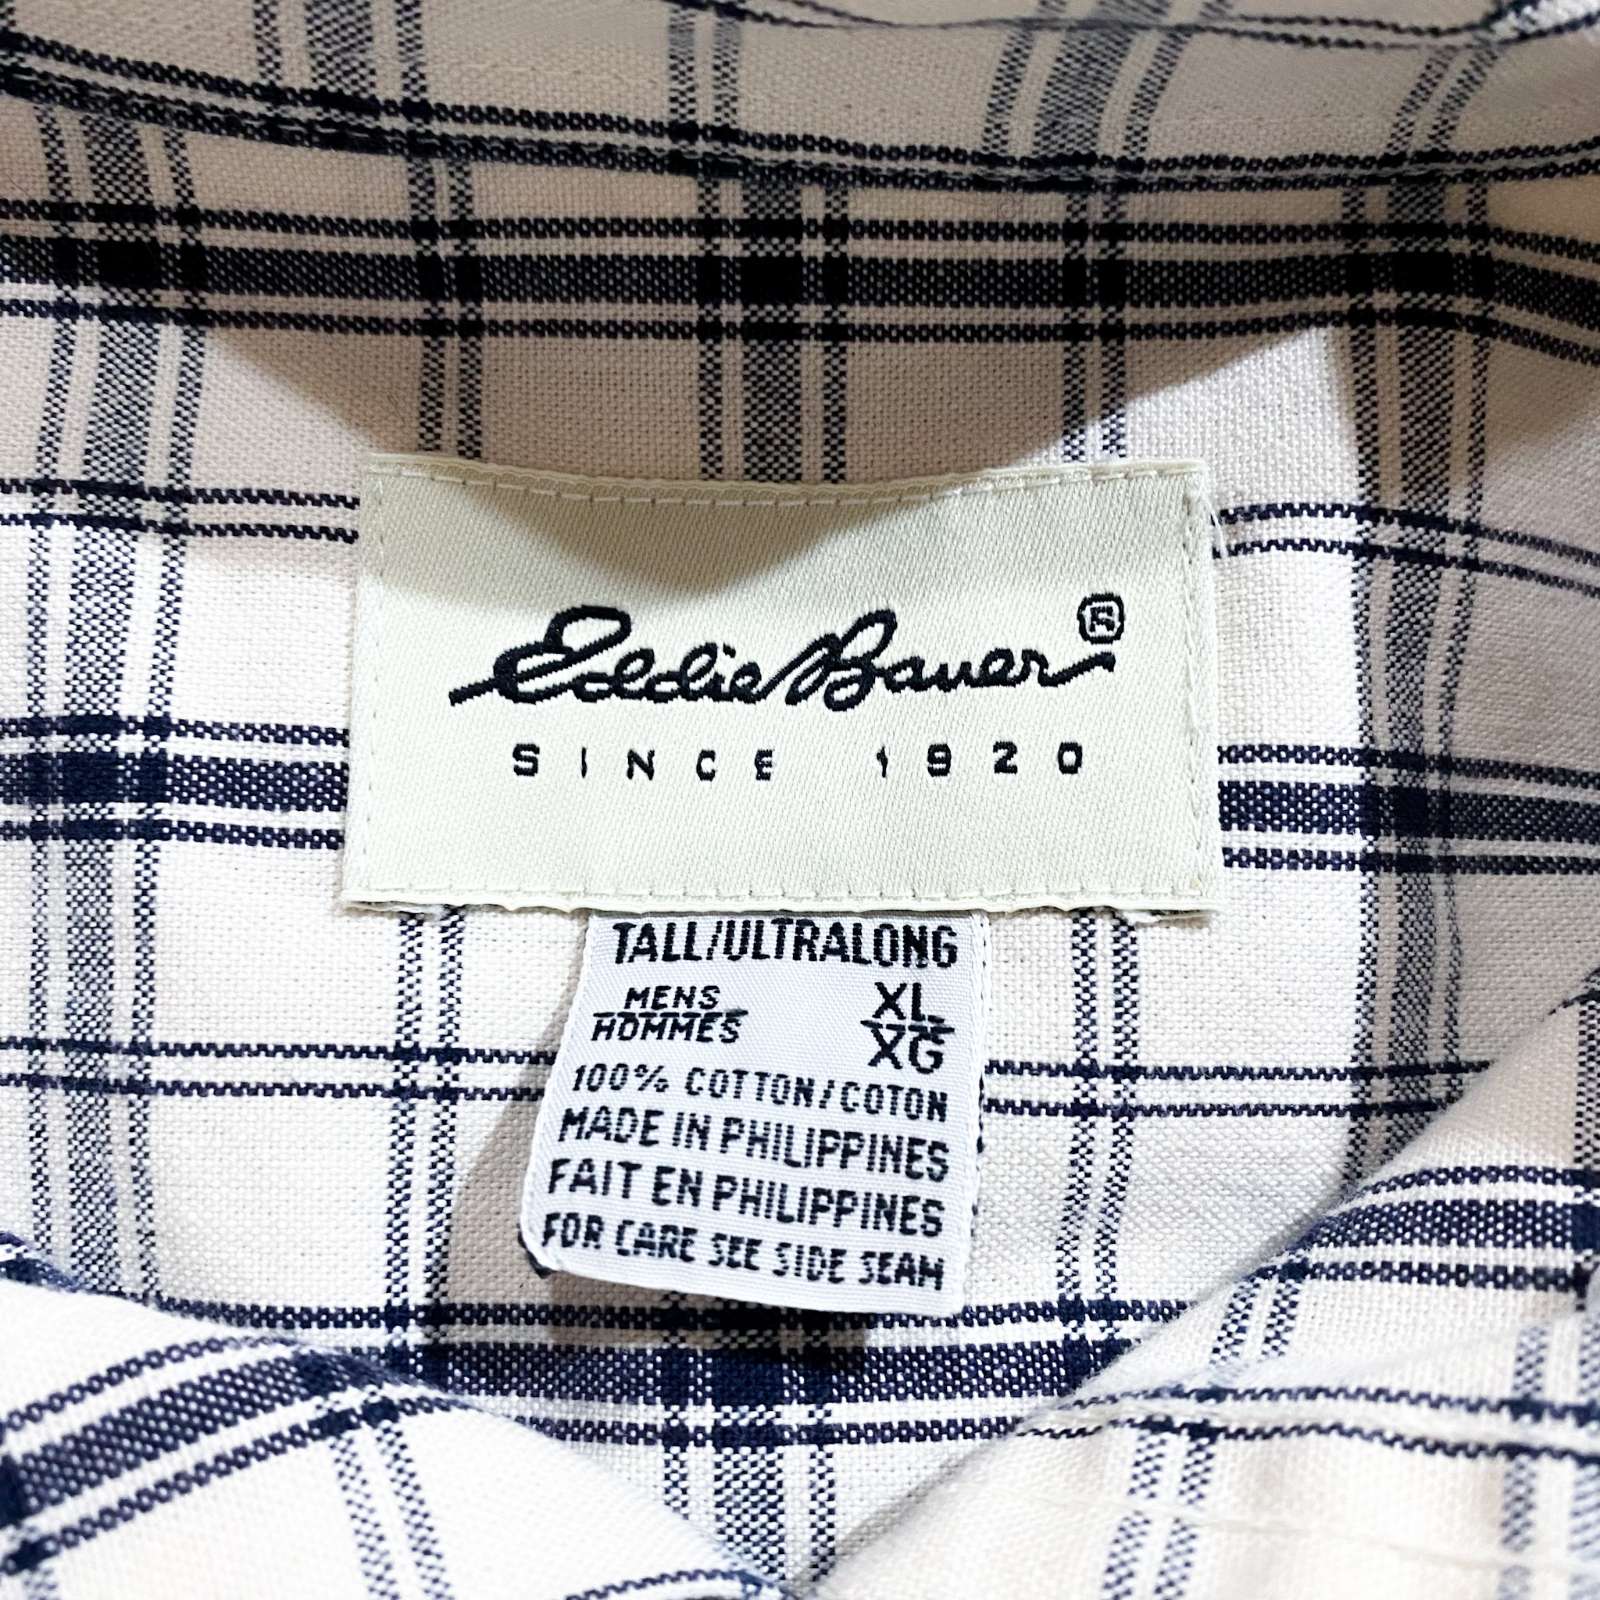 Eddie Bauer®
SINCE 1920
TALL/ULTRALONG
MENS XL
HOMMES XG
100% COTTON/COTON
MADE IN PHILIPPINES
FAIT EN PHILIPPINES
FOR CARE SEE SIDE SEAM